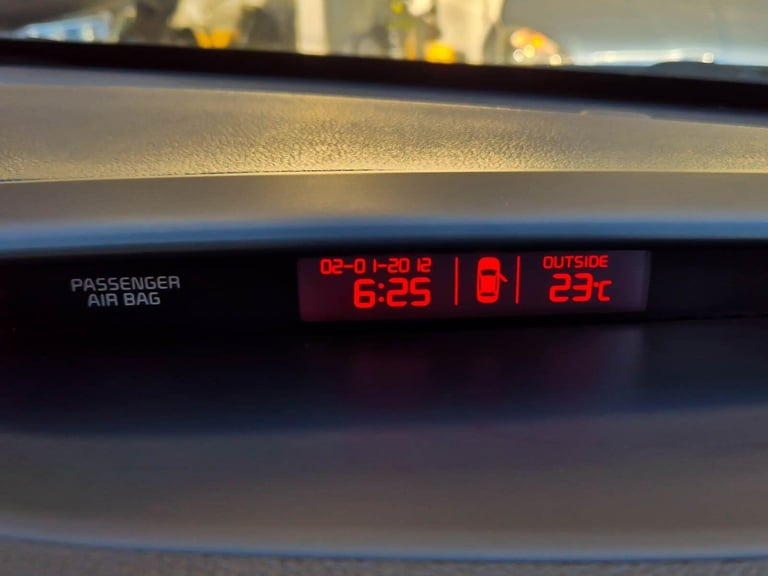 PASSENGER
AIR BAG
02-01-2012
6:25
OUTSIDE
23℃